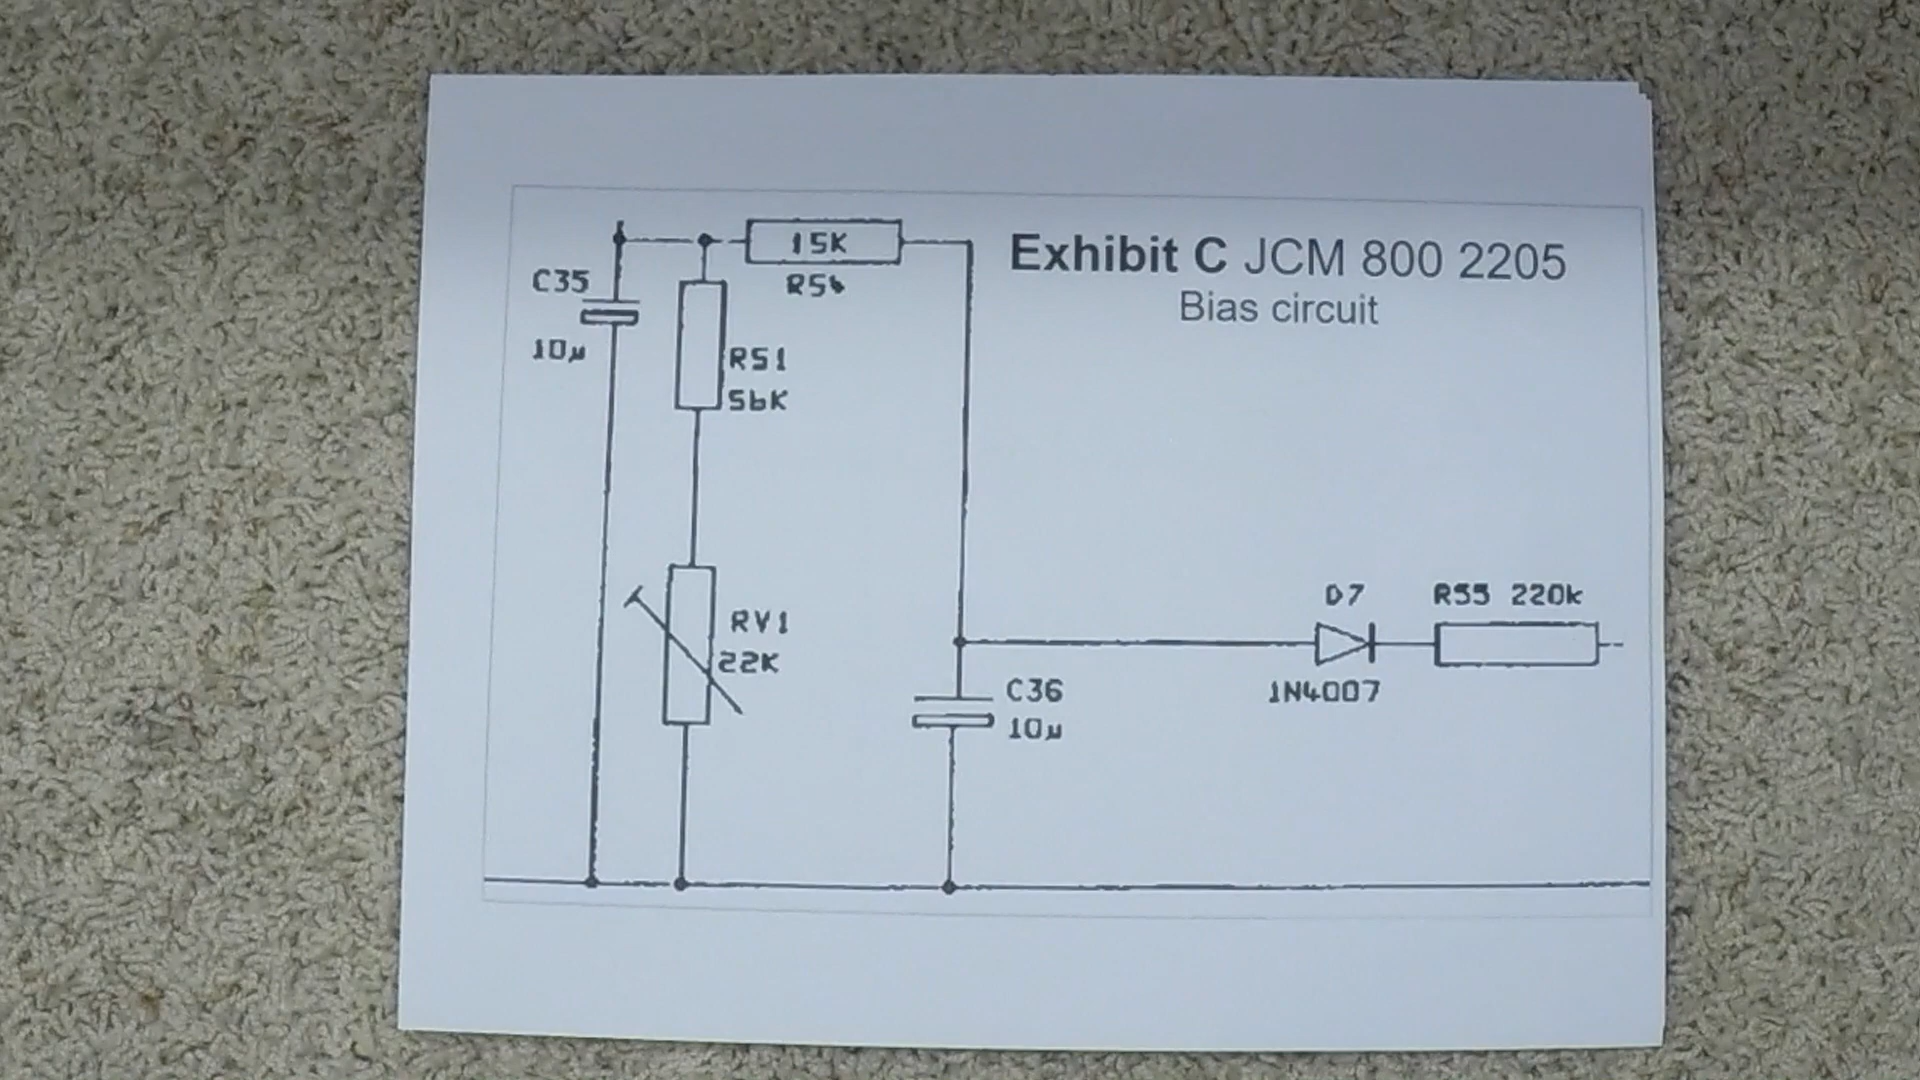 Exhibit C JCM 800 2205
Bias circuit
15K
C35
10µ
R51
56K
RV1
22K
C36
10µ
D7
1N4007
R55 220k